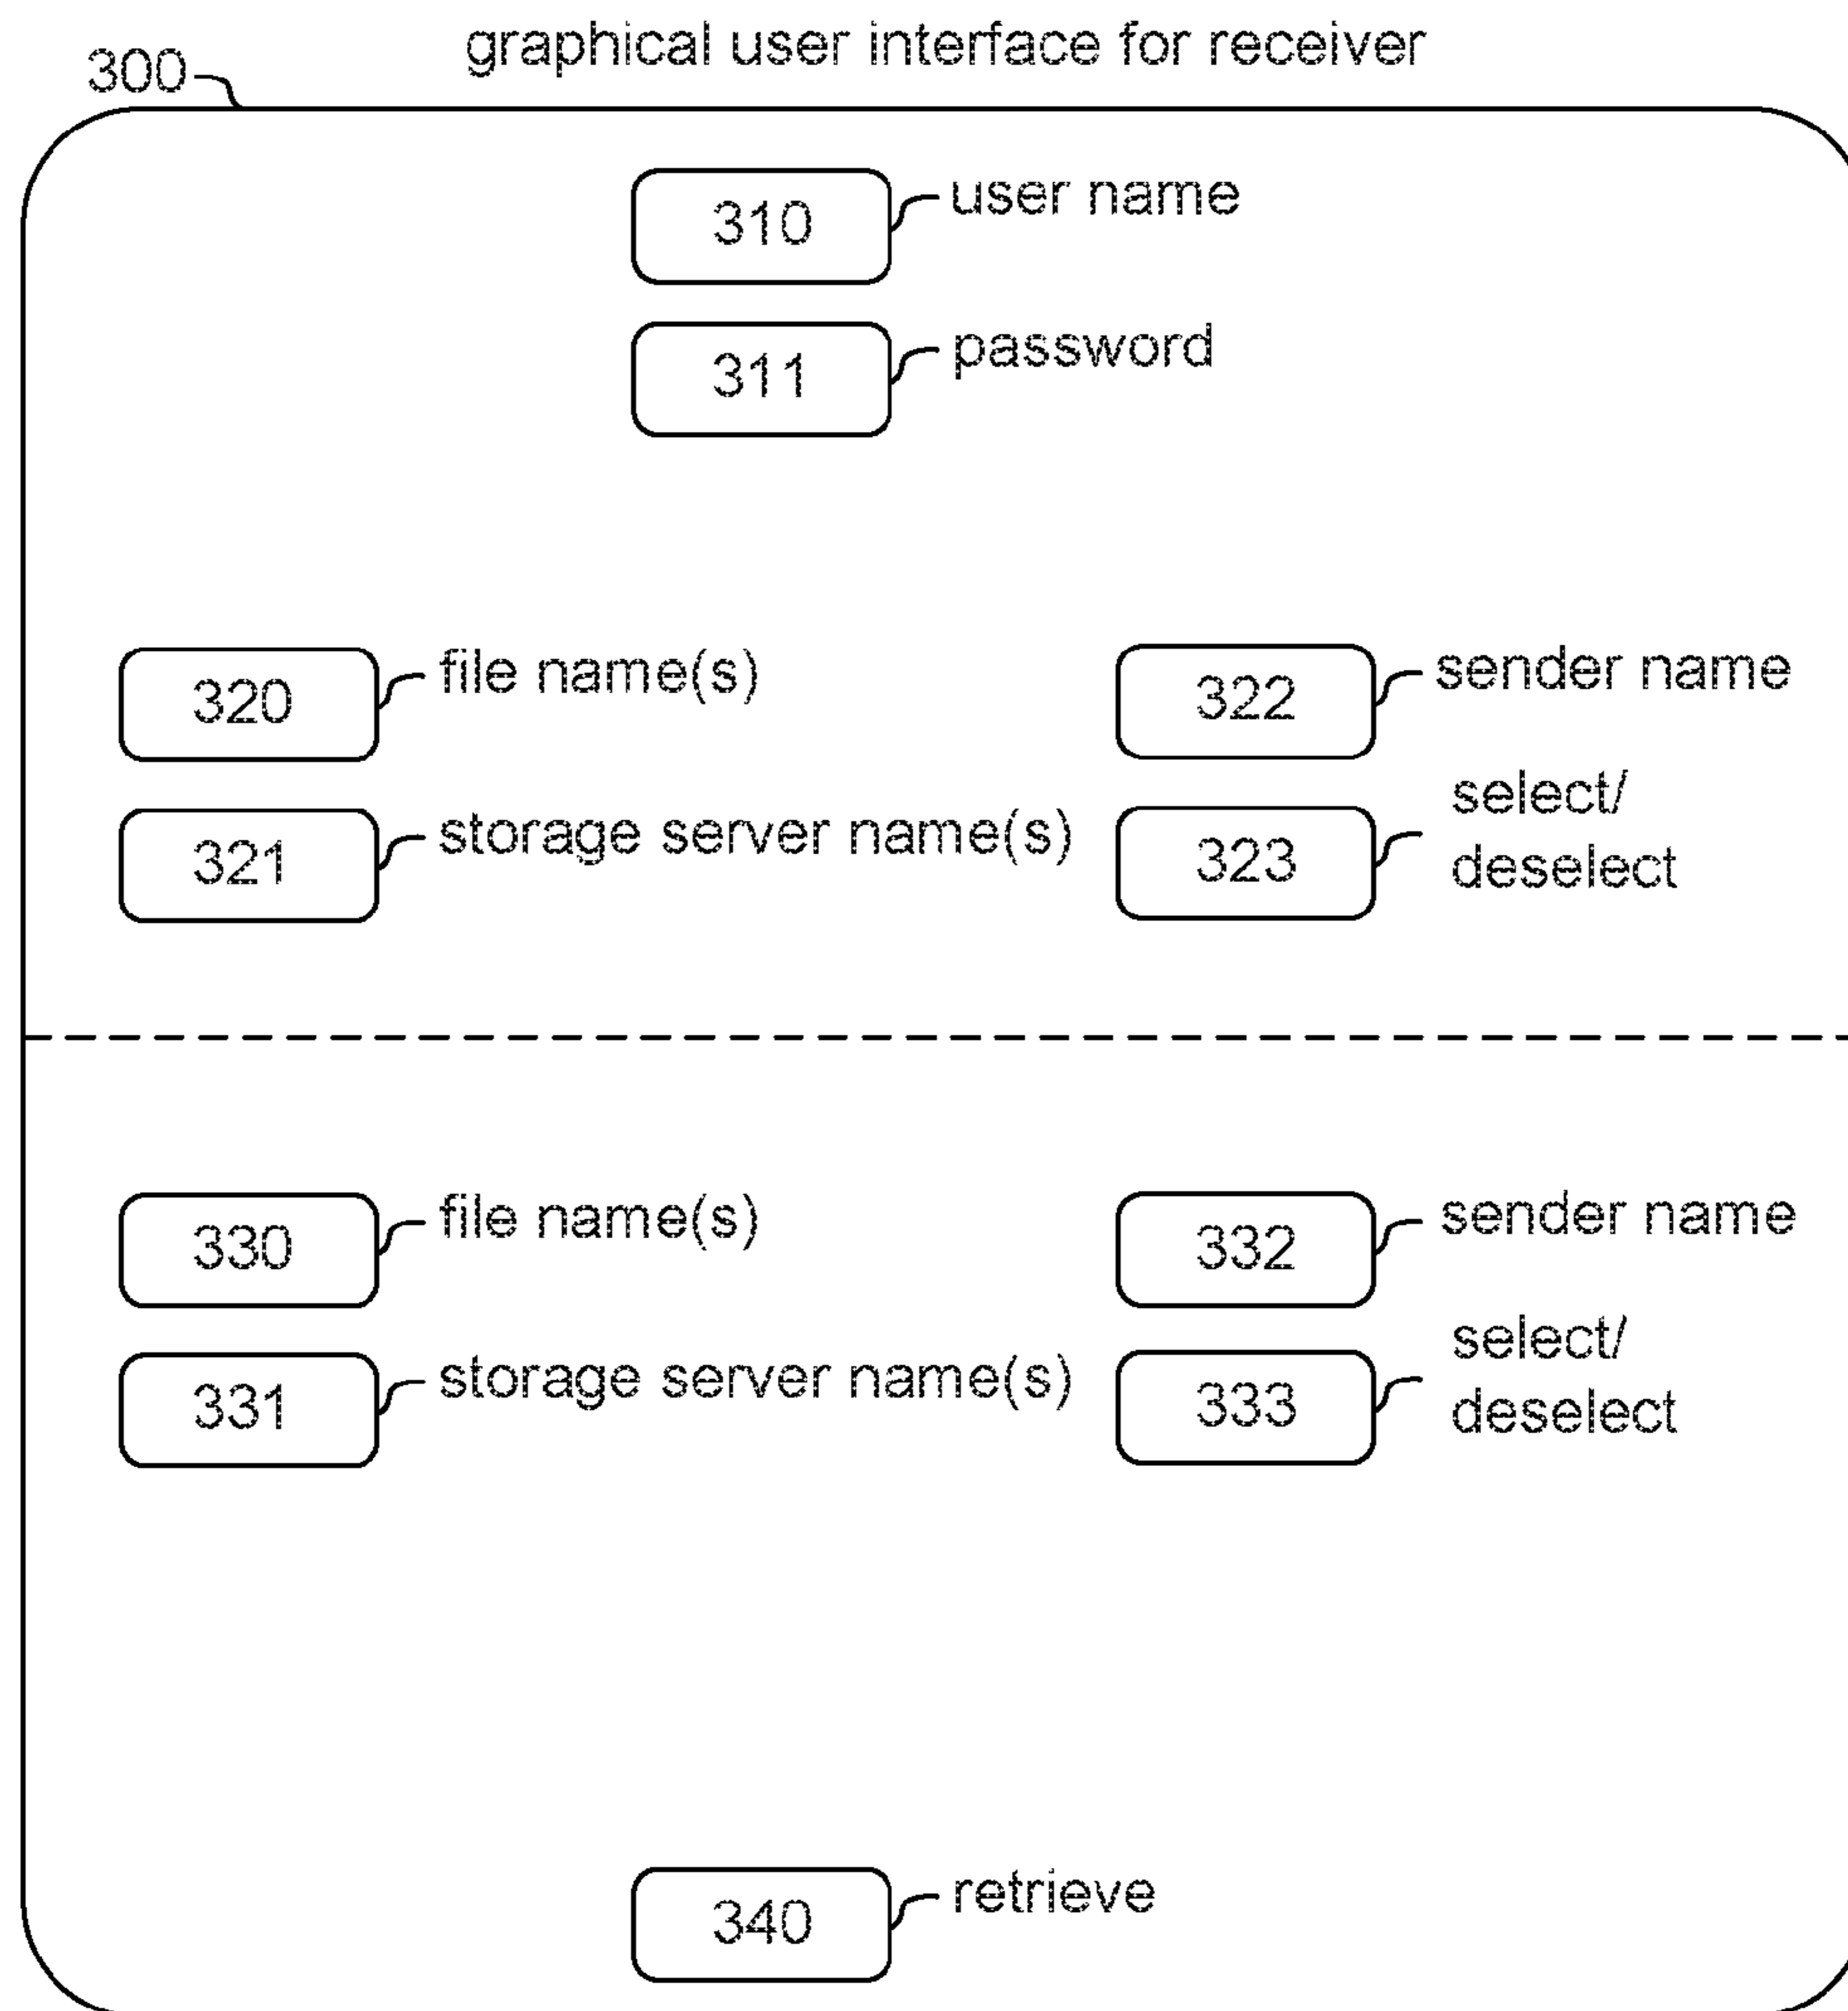 graphical user interface for receiver
300
310 user name
311 password
320 file name(s) 322 sender name
321 storage server name(s) 323 select/
deselect
330 file name(s) 332 sender name
331 storage server name(s) 333 select/
deselect
340 retrieve